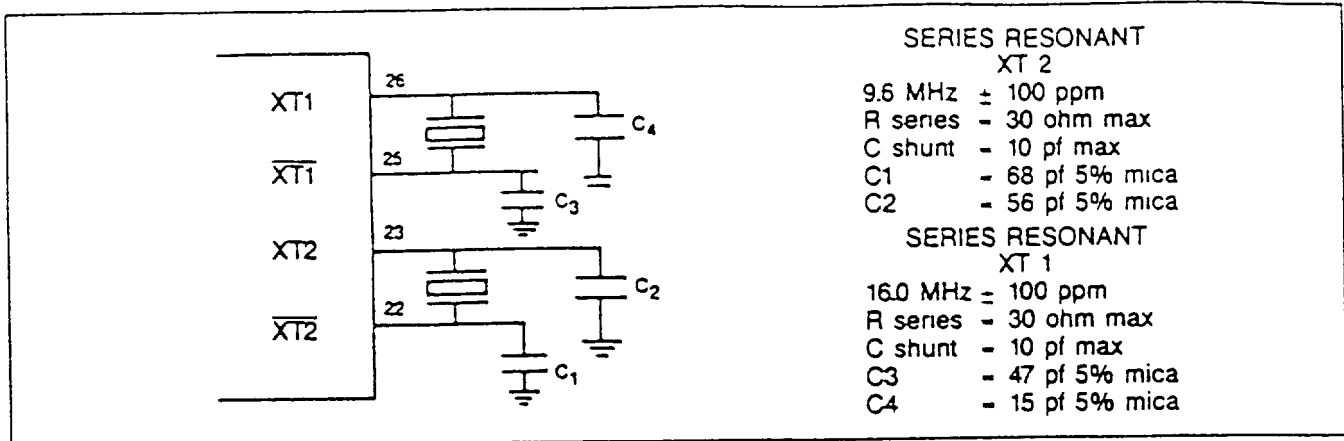 XT1
26
C4
XT1
25
C3
XT2
23
C2
XT2
22
C1
SERIES RESONANT
XT 2
9.6 MHz ± 100 ppm
R series - 30 ohm max
C shunt - 10 pf max
C1 - 68 pf 5% mica
C2 - 56 pf 5% mica
SERIES RESONANT
XT 1
16.0 MHz ± 100 ppm
R series - 30 ohm max
C shunt - 10 pf max
C3 - 47 pf 5% mica
C4 - 15 pf 5% mica